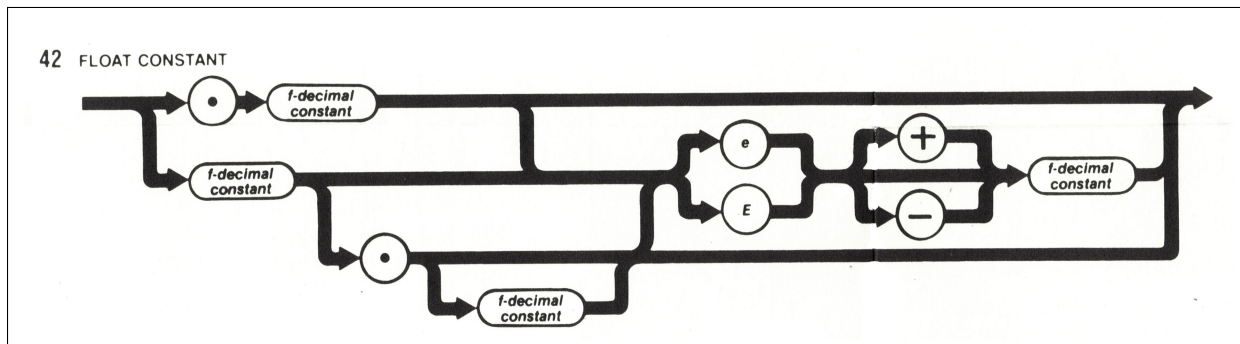 42 FLOAT CONSTANT
•
f-decimal
constant
e
+
f-decimal
constant
f-decimal
constant
E
−
•
f-decimal
constant